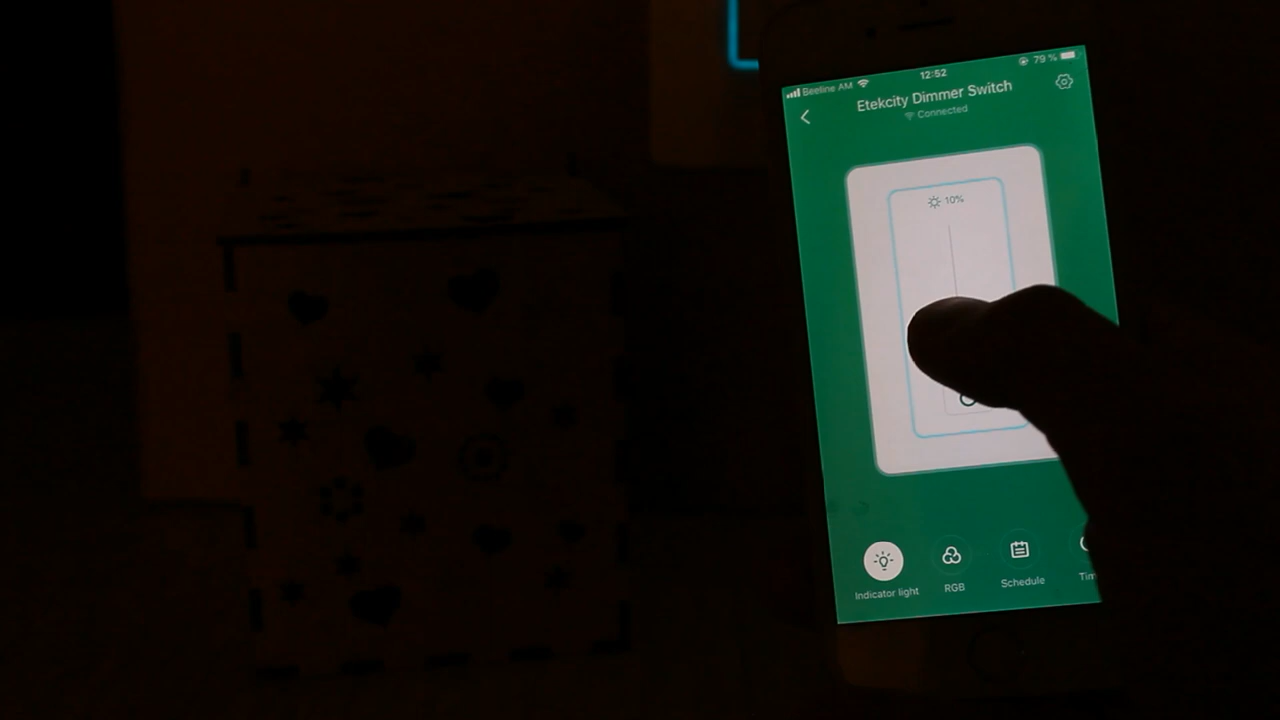 Beeline AM 12:52 79 %
Etekcity Dimmer Switch
Connected
10%
Indicator light RGB Schedule